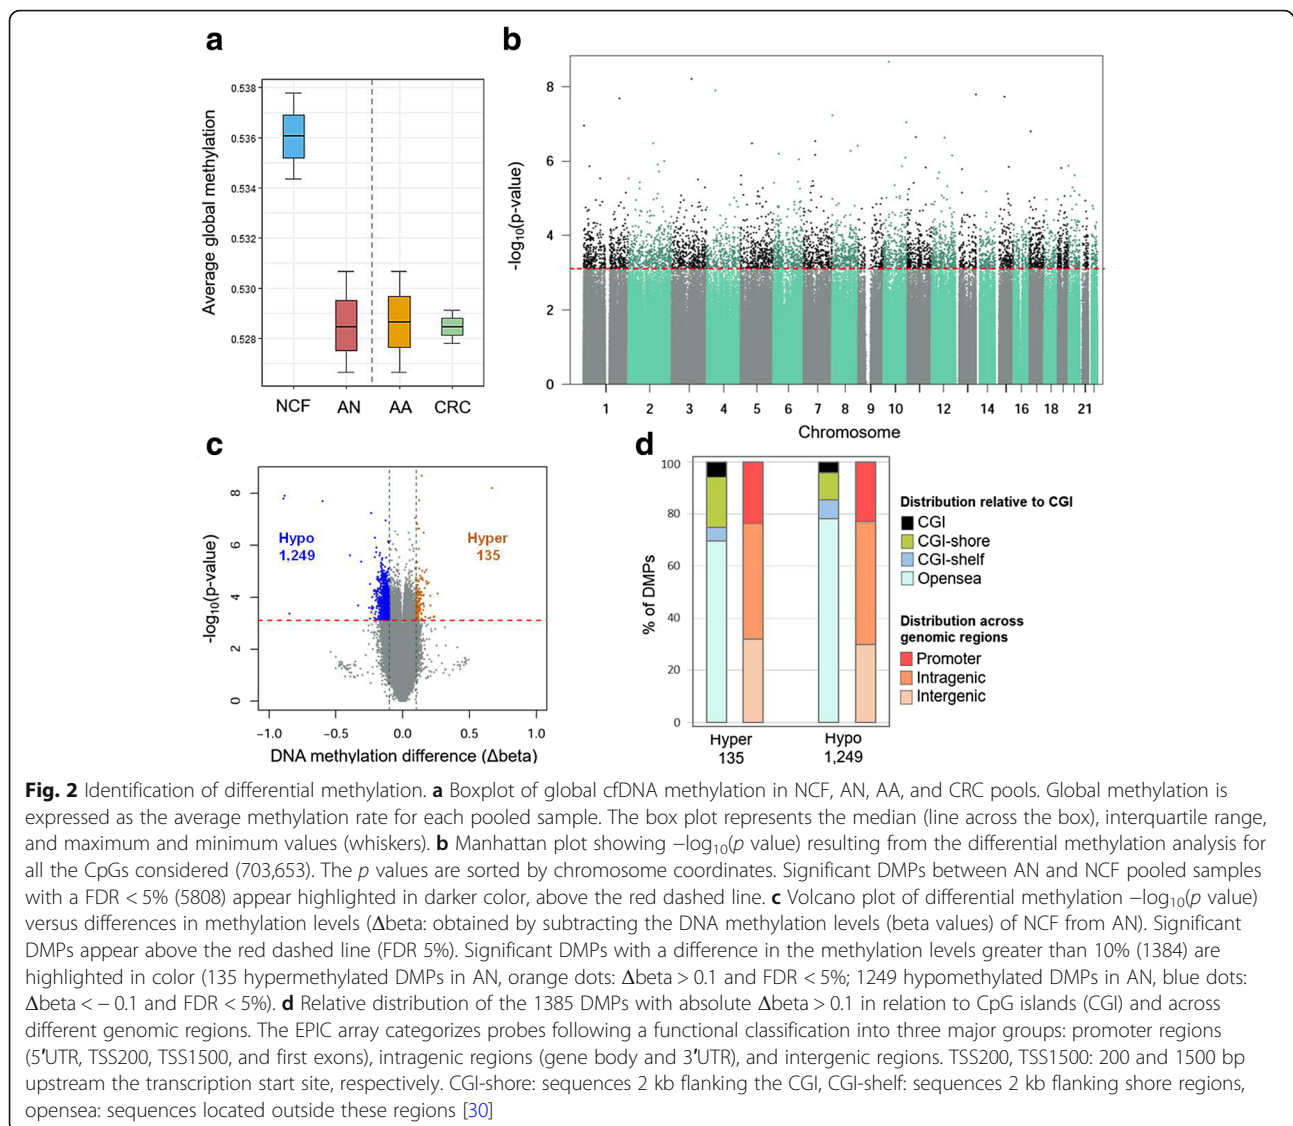 a
Average global methylation
0.538
0.536
0.534
0.532
0.530
0.528
NCF AN AA CRC
b
-log10(p-value)
8
6
4
2
0
1 2 3 4 5 6 7 8 9 10 11 12 14 16 18 21
Chromosome
c
-log10(p-value)
8
6
4
2
0
Hypo
1,249
Hyper
135
−1.0 −0.5 0.0 0.5 1.0
DNA methylation difference (Δbeta)
d
% of DMPs
100
80
60
40
20
0
Hyper
135
Hypo
1,249
Distribution relative to CGI
CGI
CGI-shore
CGI-shelf
Opensea
Distribution across
genomic regions
Promoter
Intragenic
Intergenic
Fig. 2 Identification of differential methylation. a Boxplot of global cfDNA methylation in NCF, AN, AA, and CRC pools. Global methylation is
expressed as the average methylation rate for each pooled sample. The box plot represents the median (line across the box), interquartile range,
and maximum and minimum values (whiskers). b Manhattan plot showing −log10(p value) resulting from the differential methylation analysis for
all the CpGs considered (703,653). The p values are sorted by chromosome coordinates. Significant DMPs between AN and NCF pooled samples
with a FDR < 5% (5808) appear highlighted in darker color, above the red dashed line. c Volcano plot of differential methylation −log10(p value)
versus differences in methylation levels (Δbeta: obtained by subtracting the DNA methylation levels (beta values) of NCF from AN). Significant
DMPs appear above the red dashed line (FDR 5%). Significant DMPs with a difference in the methylation levels greater than 10% (1384) are
highlighted in color (135 hypermethylated DMPs in AN, orange dots: Δbeta > 0.1 and FDR < 5%; 1249 hypomethylated DMPs in AN, blue dots:
Δbeta < − 0.1 and FDR < 5%). d Relative distribution of the 1385 DMPs with absolute Δbeta > 0.1 in relation to CpG islands (CGI) and across
different genomic regions. The EPIC array categorizes probes following a functional classification into three major groups: promoter regions
(5′UTR, TSS200, TSS1500, and first exons), intragenic regions (gene body and 3′UTR), and intergenic regions. TSS200, TSS1500: 200 and 1500 bp
upstream the transcription start site, respectively. CGI-shore: sequences 2 kb flanking the CGI, CGI-shelf: sequences 2 kb flanking shore regions,
opensea: sequences located outside these regions [30]